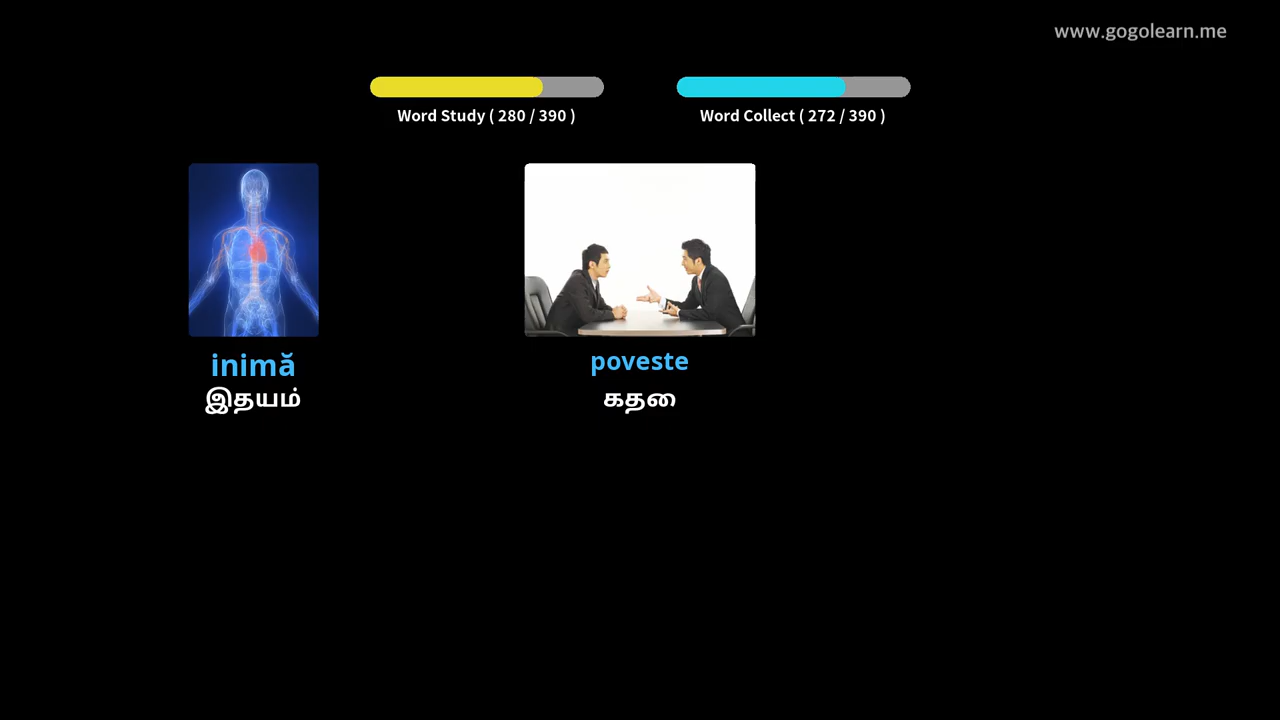 www.gogolearn.me
Word Study ( 280 / 390 )
Word Collect ( 272 / 390 )
inimă
இதயம்
poveste
கதை